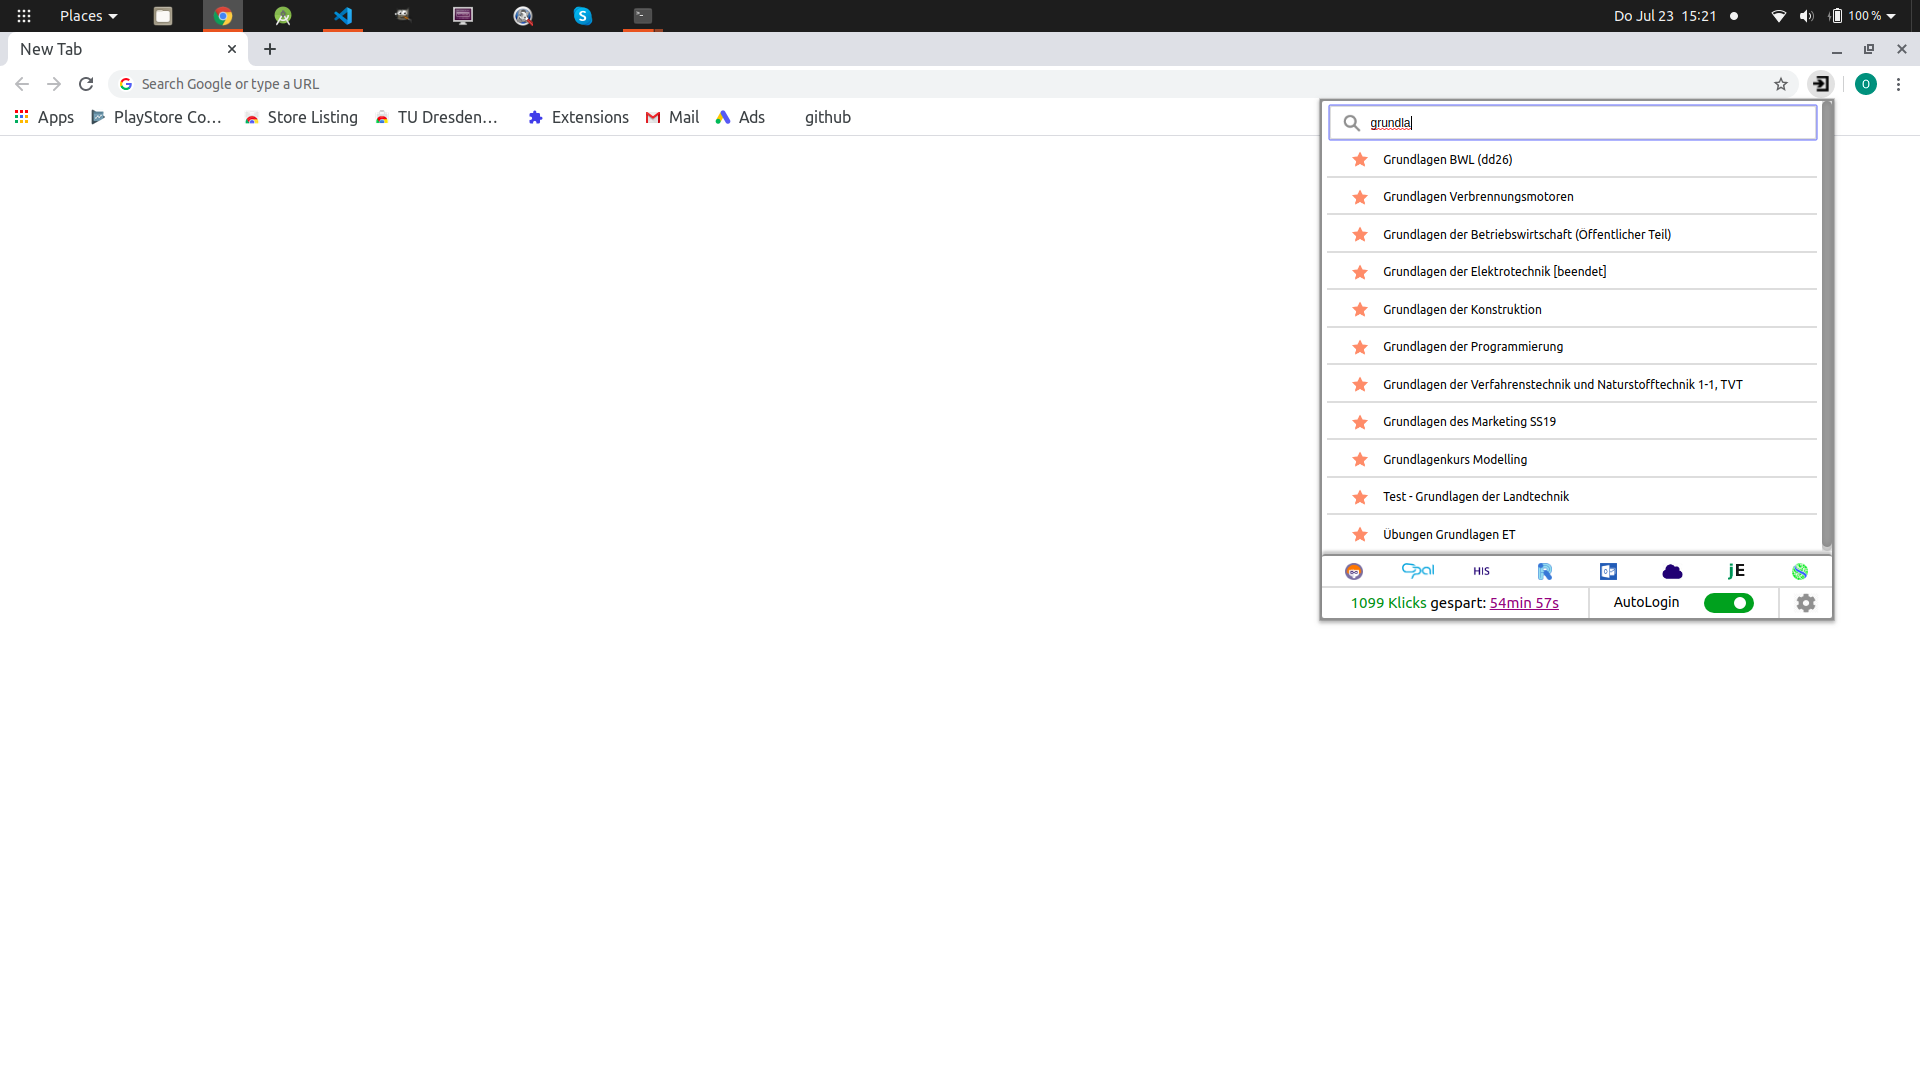 Places Do Jul 23 15:21 100 %
New Tab
Search Google or type a URL O
Apps PlayStore Co… Store Listing TU Dresden… Extensions Mail Ads github
grundla
Grundlagen BWL (dd26)
Grundlagen Verbrennungsmotoren
Grundlagen der Betriebswirtschaft (Öffentlicher Teil)
Grundlagen der Elektrotechnik [beendet]
Grundlagen der Konstruktion
Grundlagen der Programmierung
Grundlagen der Verfahrenstechnik und Naturstofftechnik 1-1, TVT
Grundlagen des Marketing SS19
Grundlagenkurs Modelling
Test - Grundlagen der Landtechnik
Übungen Grundlagen ET
Opal HIS jE
1099 Klicks gespart: 54min 57s AutoLogin